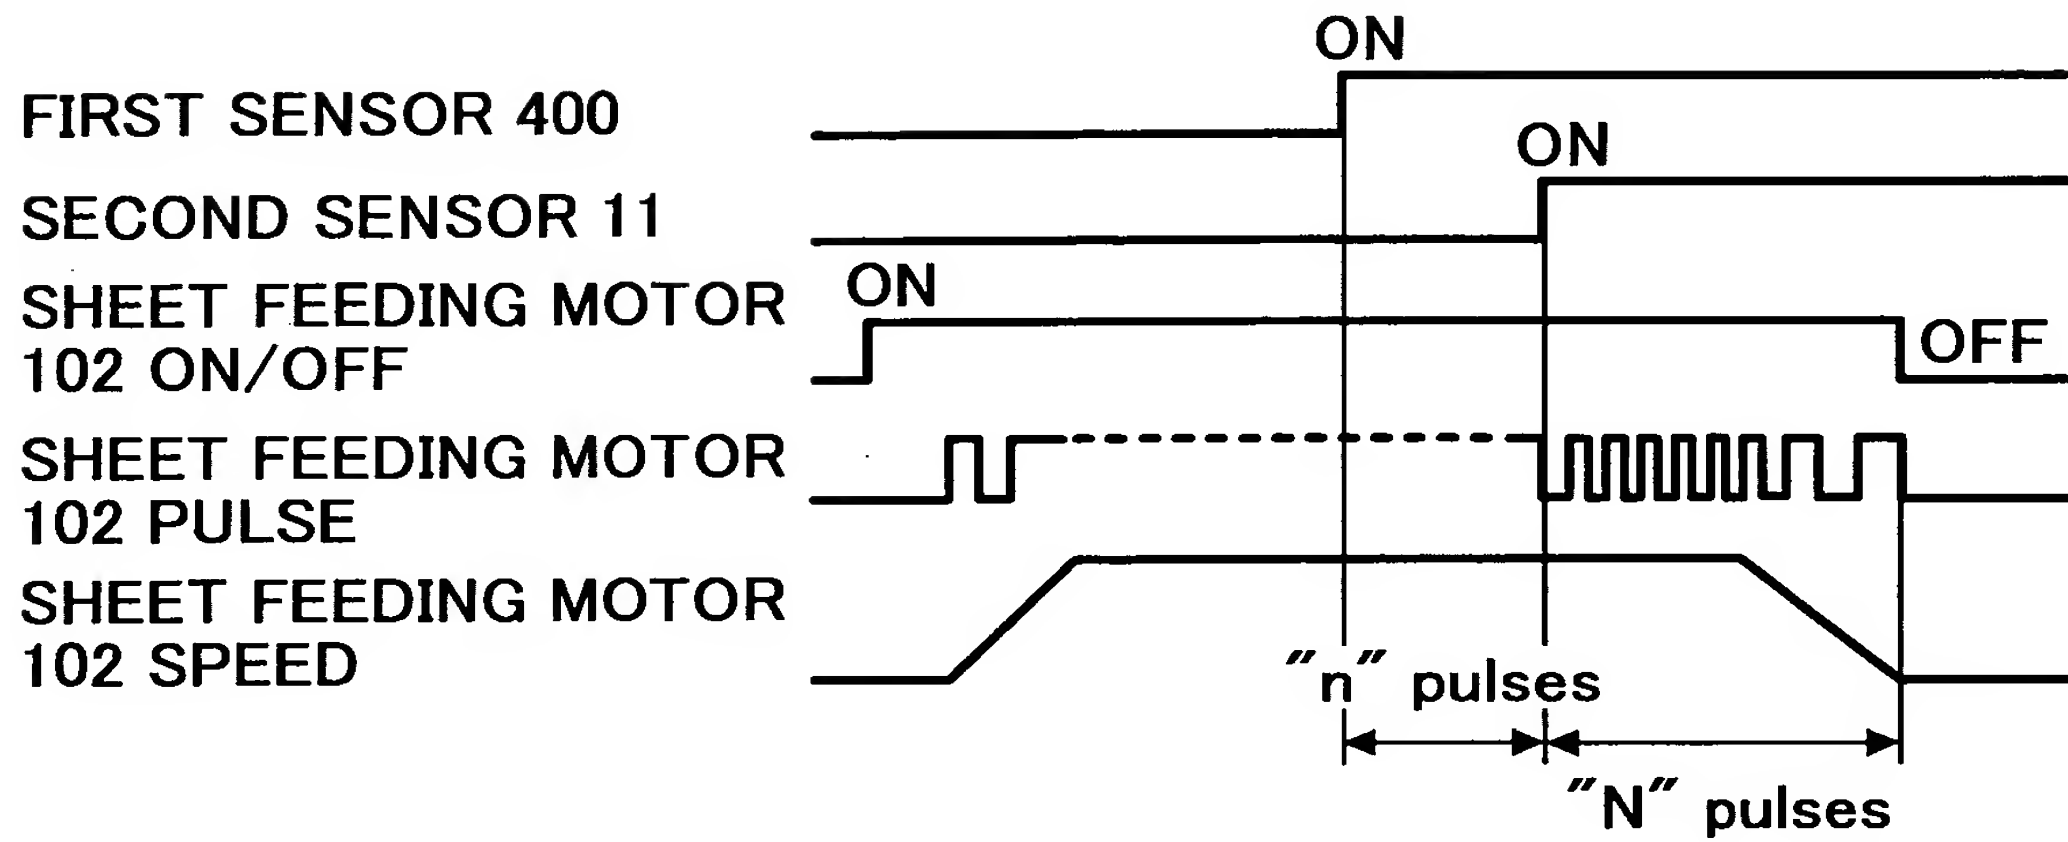 ON
FIRST SENSOR 400
ON
SECOND SENSOR 11
ON
SHEET FEEDING MOTOR
102 ON/OFF
OFF
SHEET FEEDING MOTOR
102 PULSE
SHEET FEEDING MOTOR
102 SPEED
"n" pulses
"N" pulses